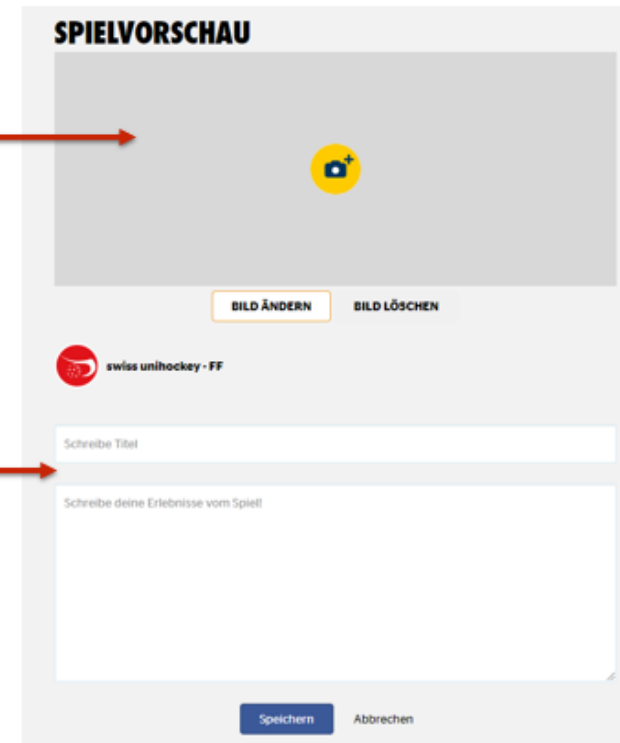 SPIELVORSCHAU
BILD ÄNDERN BILD LÖSCHEN
swiss unihockey - FF
Schreibe Titel
Schreibe deine Erlebnisse vom Spiel!
Speichern Abbrechen